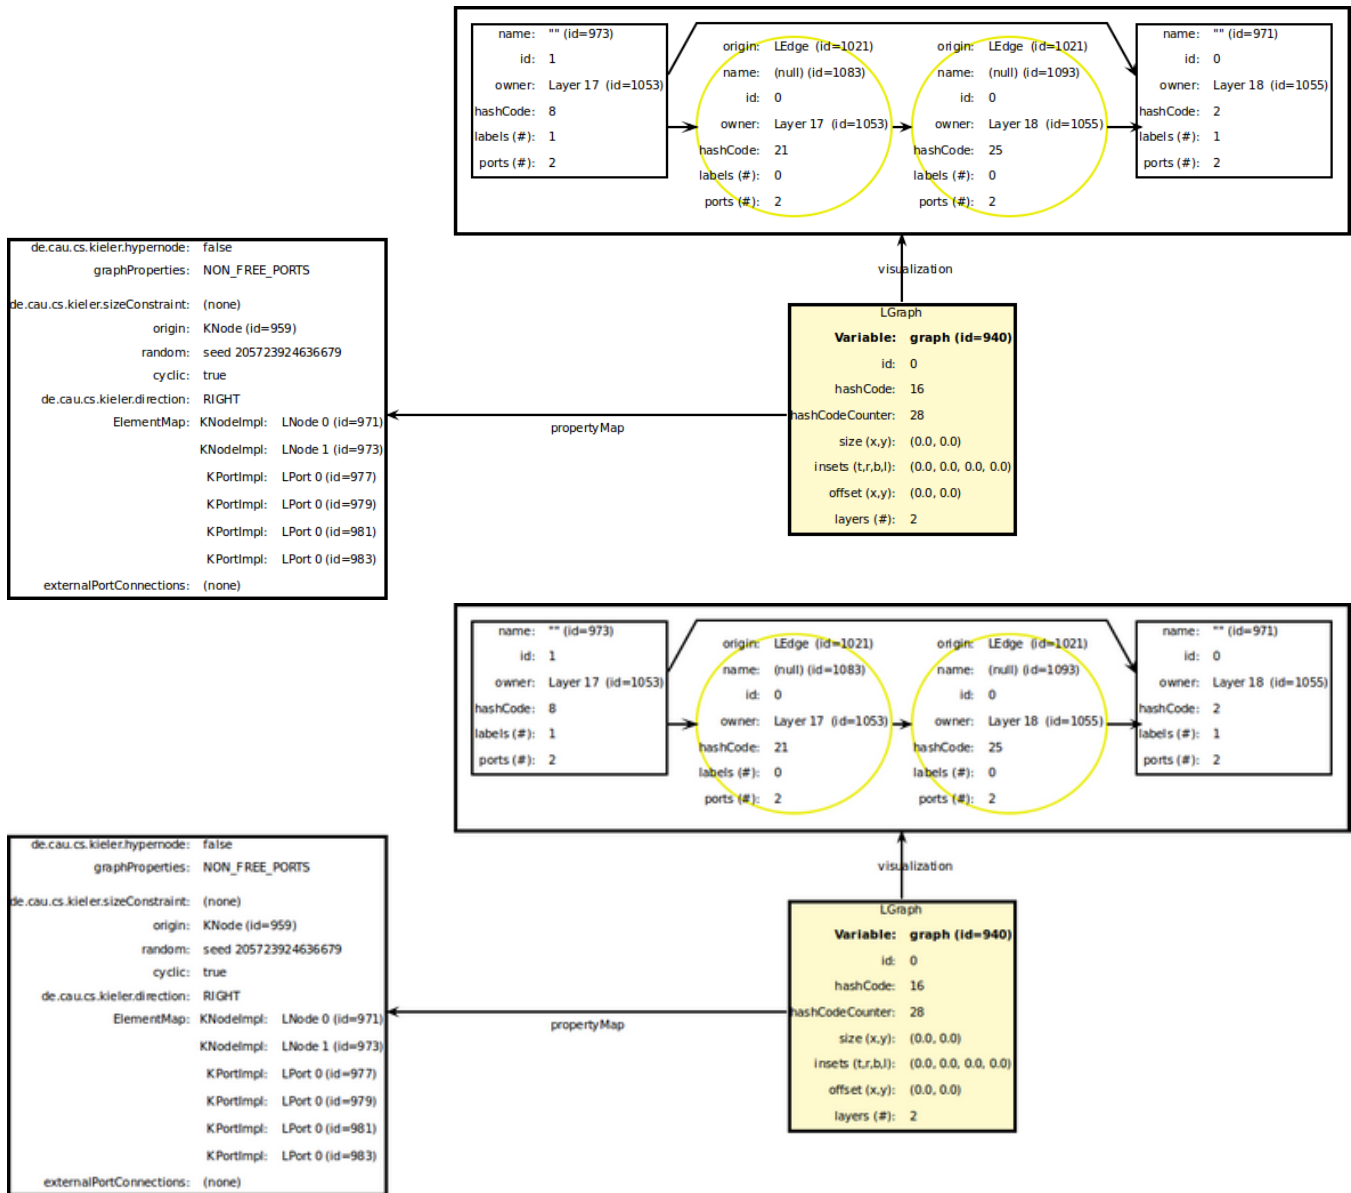 name: "" (id=973)
id: 1
owner: Layer 17 (id=1053)
hashCode: 8
labels (#): 1
ports (#): 2
origin: LEdge (id=1021)
name: (null) (id=1083)
id: 0
owner: Layer 17 (id=1053)
hashCode: 21
labels (#): 0
ports (#): 2
origin: LEdge (id=1021)
name: (null) (id=1093)
id: 0
owner: Layer 18 (id=1055)
hashCode: 25
labels (#): 0
ports (#): 2
name: "" (id=971)
id: 0
owner: Layer 18 (id=1055)
hashCode: 2
labels (#): 1
ports (#): 2
visualization
de.cau.cs.kieler.hypernode: false
graphProperties: NON_FREE_PORTS
de.cau.cs.kieler.sizeConstraint: (none)
origin: KNode (id=959)
random: seed 205723924636679
cyclic: true
de.cau.cs.kieler.direction: RIGHT
ElementMap: KNodeImpl: LNode 0 (id=971)
KNodeImpl: LNode 1 (id=973)
KPortImpl: LPort 0 (id=977)
KPortImpl: LPort 0 (id=979)
KPortImpl: LPort 0 (id=981)
KPortImpl: LPort 0 (id=983)
externalPortConnections: (none)
propertyMap
LGraph
Variable: graph (id=940)
id: 0
hashCode: 16
hashCodeCounter: 28
size (x,y): (0.0, 0.0)
insets (t,r,b,l): (0.0, 0.0, 0.0, 0.0)
offset (x,y): (0.0, 0.0)
layers (#): 2
name: "" (id=973)
id: 1
owner: Layer 17 (id=1053)
hashCode: 8
labels (#): 1
ports (#): 2
origin: LEdge (id=1021)
name: (null) (id=1083)
id: 0
owner: Layer 17 (id=1053)
hashCode: 21
labels (#): 0
ports (#): 2
origin: LEdge (id=1021)
name: (null) (id=1093)
id: 0
owner: Layer 18 (id=1055)
hashCode: 25
labels (#): 0
ports (#): 2
name: "" (id=971)
id: 0
owner: Layer 18 (id=1055)
hashCode: 2
labels (#): 1
ports (#): 2
visualization
de.cau.cs.kieler.hypernode: false
graphProperties: NON_FREE_PORTS
de.cau.cs.kieler.sizeConstraint: (none)
origin: KNode (id=959)
random: seed 205723924636679
cyclic: true
de.cau.cs.kieler.direction: RIGHT
ElementMap: KNodeImpl: LNode 0 (id=971)
KNodeImpl: LNode 1 (id=973)
KPortImpl: LPort 0 (id=977)
KPortImpl: LPort 0 (id=979)
KPortImpl: LPort 0 (id=981)
KPortImpl: LPort 0 (id=983)
externalPortConnections: (none)
propertyMap
LGraph
Variable: graph (id=940)
id: 0
hashCode: 16
hashCodeCounter: 28
size (x,y): (0.0, 0.0)
insets (t,r,b,l): (0.0, 0.0, 0.0, 0.0)
offset (x,y): (0.0, 0.0)
layers (#): 2